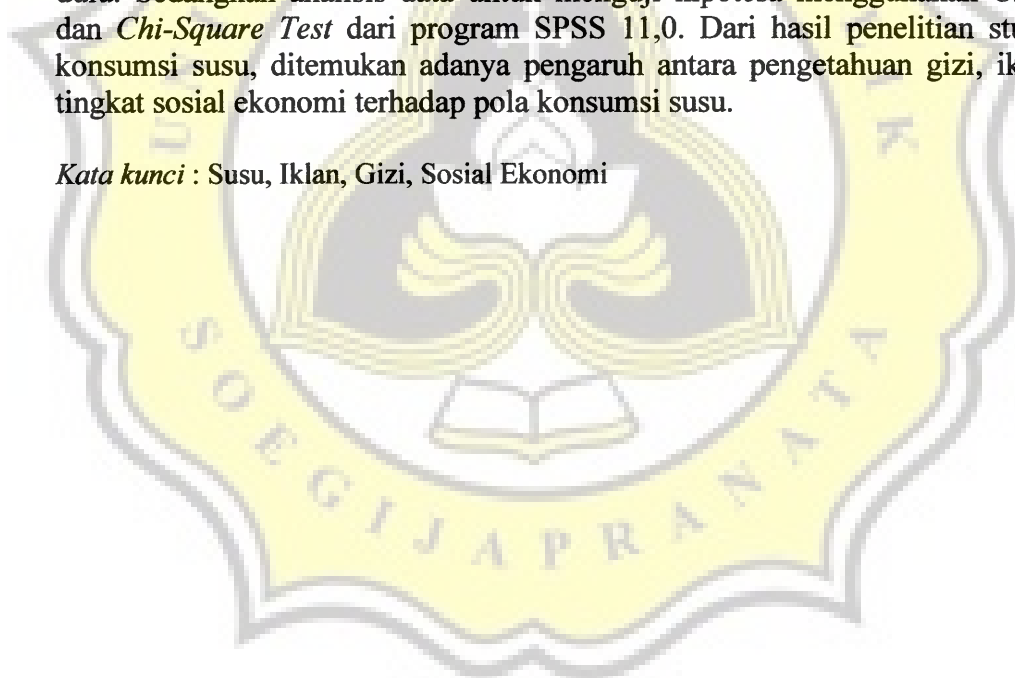 dan Chi-Square Test dari program SPSS 11,0. Dari hasil penelitian
konsumsi susu, ditemukan adanya pengaruh antara pengetahuan gizi,
tingkat sosial ekonomi terhadap pola konsumsi susu.
Kata kunci : Susu, Iklan, Gizi, Sosial Ekonomi
SOEGIJAPRANATA